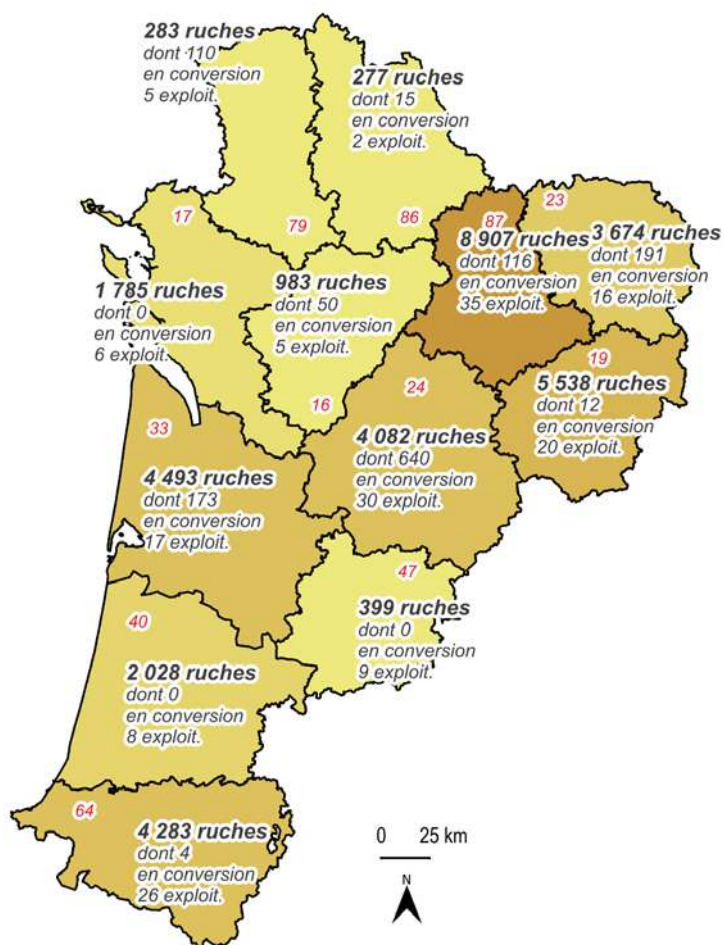 283 ruches
dont 110
en conversion
5 exploit.
79
277 ruches
dont 15
en conversion
2 exploit.
86
17
1 785 ruches
dont 0
en conversion
6 exploit.
983 ruches
dont 50
en conversion
5 exploit.
16
87
8 907 ruches
dont 116
en conversion
35 exploit.
23
3 674 ruches
dont 191
en conversion
16 exploit.
19
5 538 ruches
dont 12
en conversion
20 exploit.
24
4 082 ruches
dont 640
en conversion
30 exploit.
33
4 493 ruches
dont 173
en conversion
17 exploit.
47
399 ruches
dont 0
en conversion
9 exploit.
40
2 028 ruches
dont 0
en conversion
8 exploit.
64
4 283 ruches
dont 4
en conversion
26 exploit.
0 25 km
N